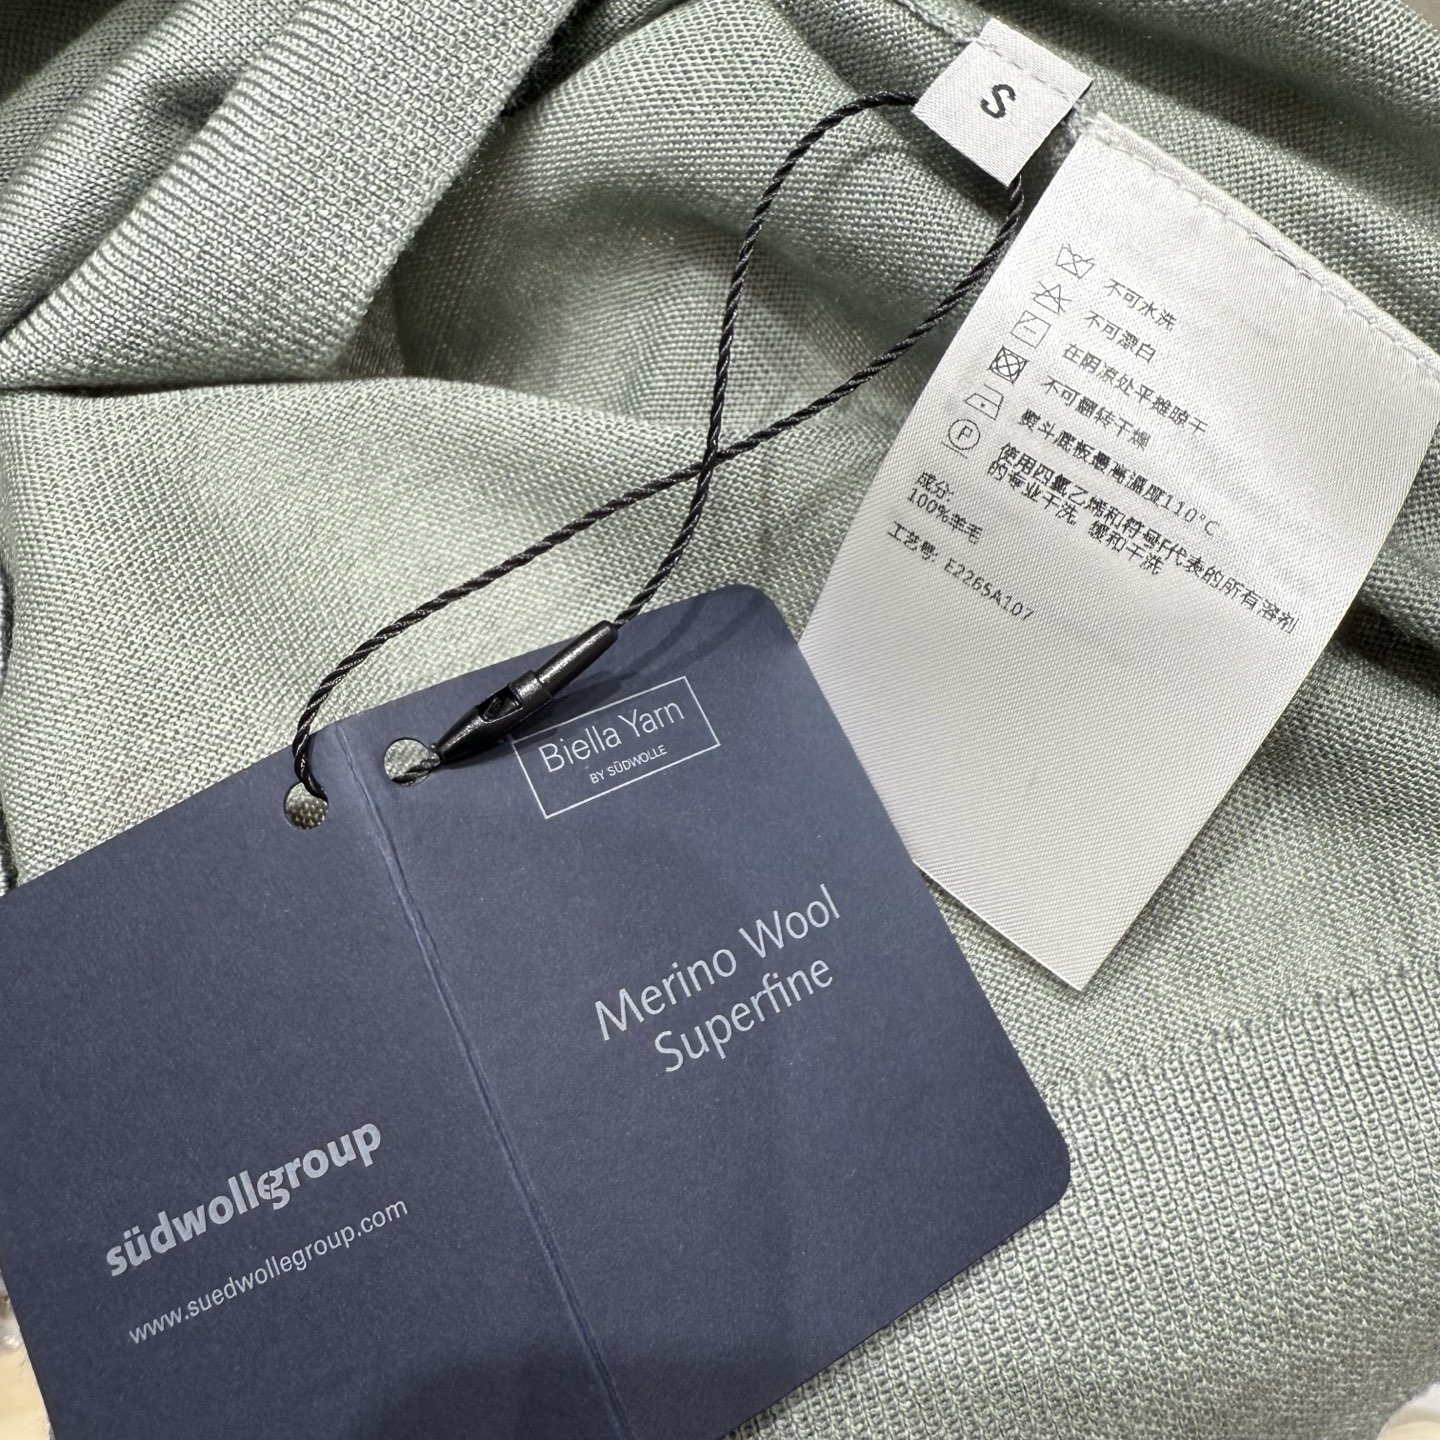 S
不可水洗
不可漂白
在阴凉处平摊晾干
不可翻转干燥
熨斗底板最高温度110°C
使用四氯乙烯和符号F代表的所有溶剂
的专业干洗 缓和干洗
成分:
100%羊毛
工艺号: E2265A107
P
Biella Yarn
BY SÜDWOLLE
Merino Wool
Superfine
südwollegroup
www.suedwollegroup.com